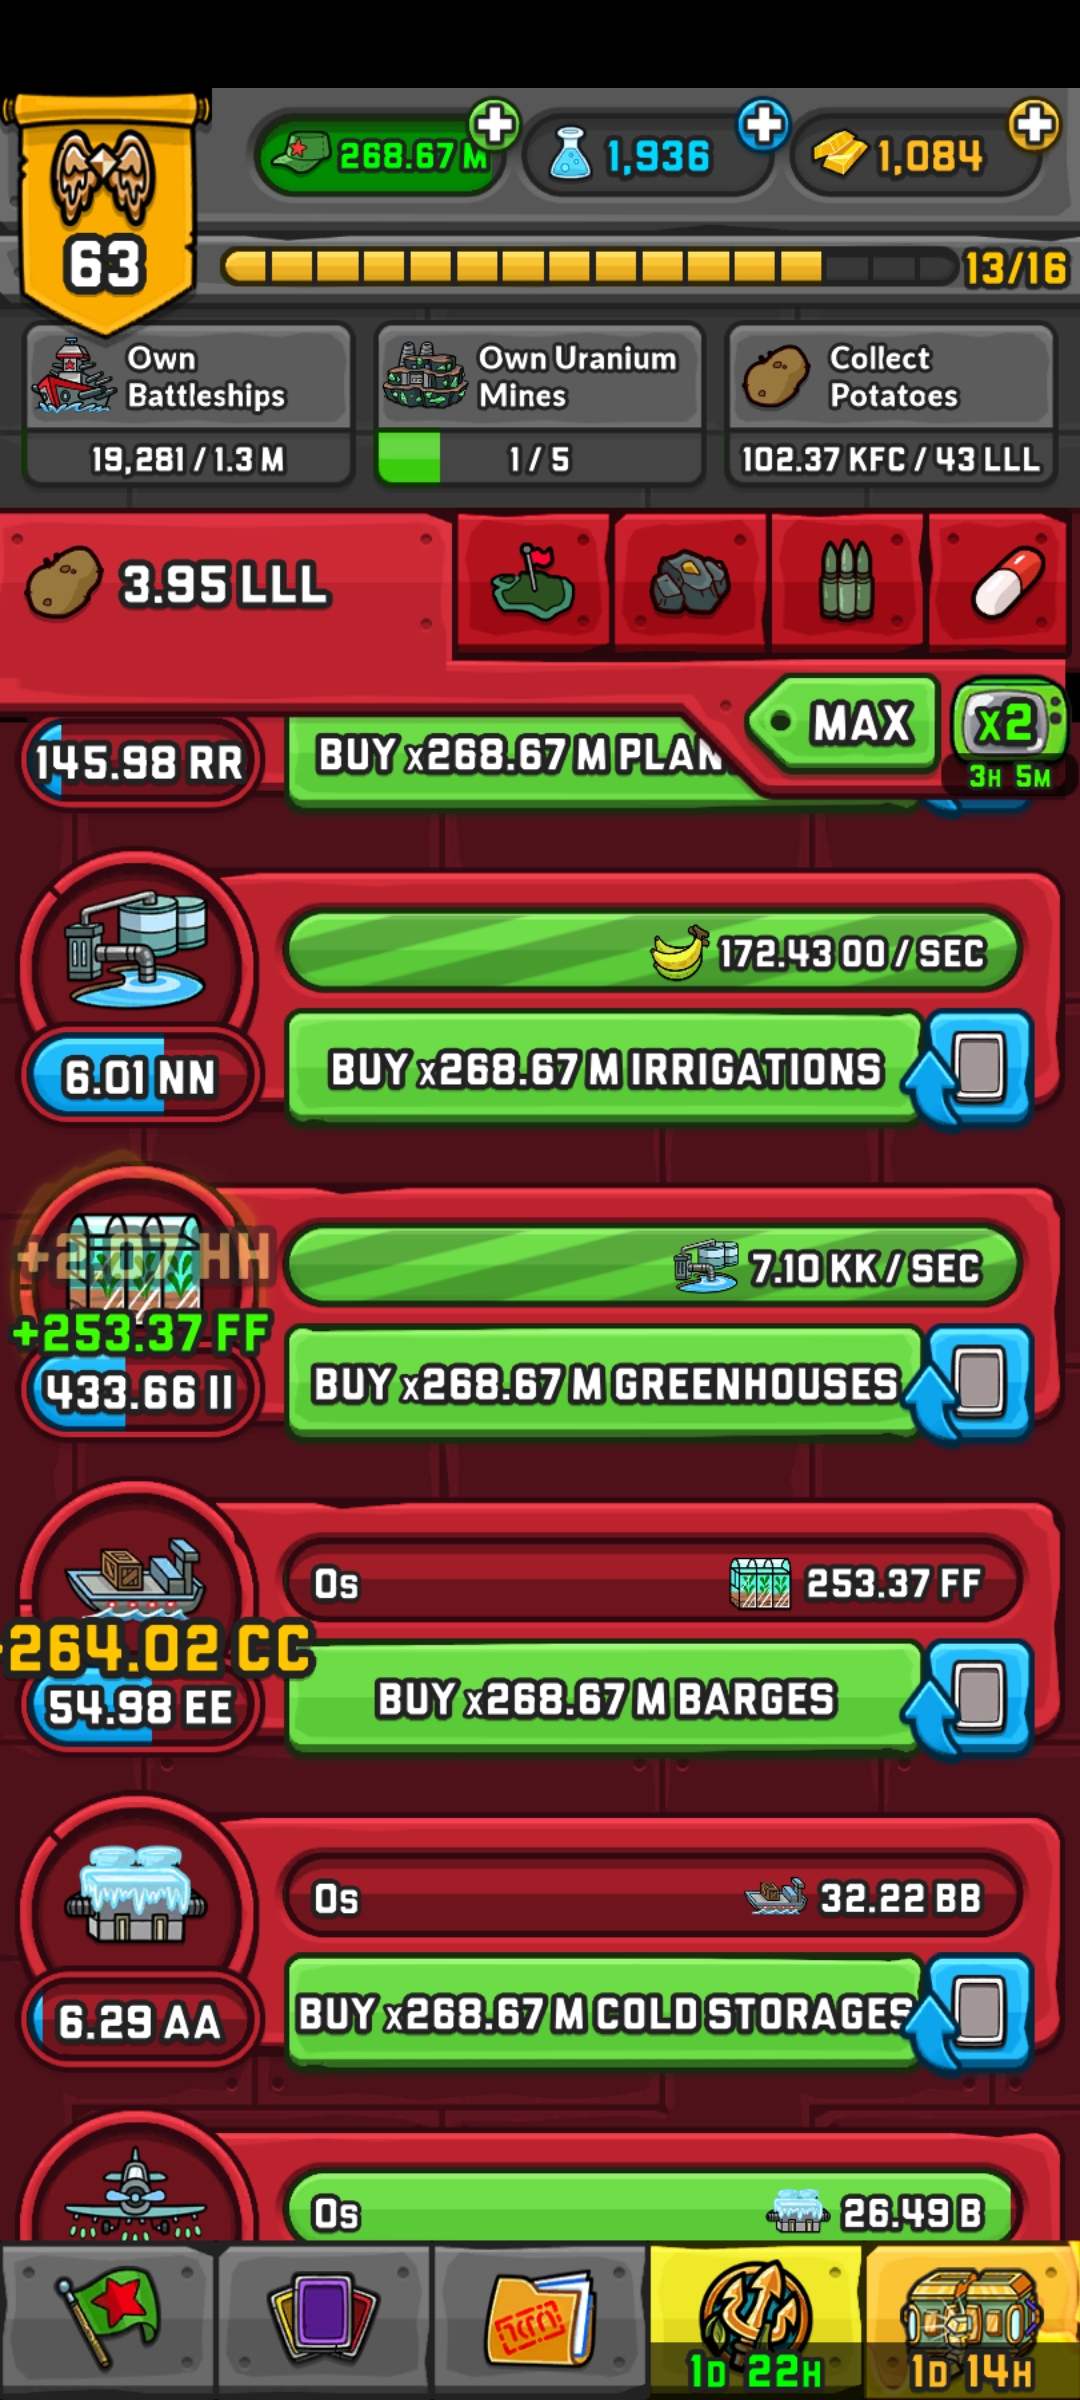 268.67 M
1,936
1,084
63
13/16
Own Battleships
19,281 / 1.3 M
Own Uranium Mines
1 / 5
Collect Potatoes
102.37 KFC / 43 LLL
3.95 LLL
MAX
x2
3H 5M
145.98 RR
BUY x268.67 M PLAN
172.43 OO / SEC
6.01 NN
BUY x268.67 M IRRIGATIONS
+2.07 HH
7.10 KK / SEC
+253.37 FF
433.66 II
BUY x268.67 M GREENHOUSES
0s
253.37 FF
264.02 CC
54.98 EE
BUY x268.67 M BARGES
0s
32.22 BB
6.29 AA
BUY x268.67 M COLD STORAGES
0s
26.49 B
1D 22H
1D 14H